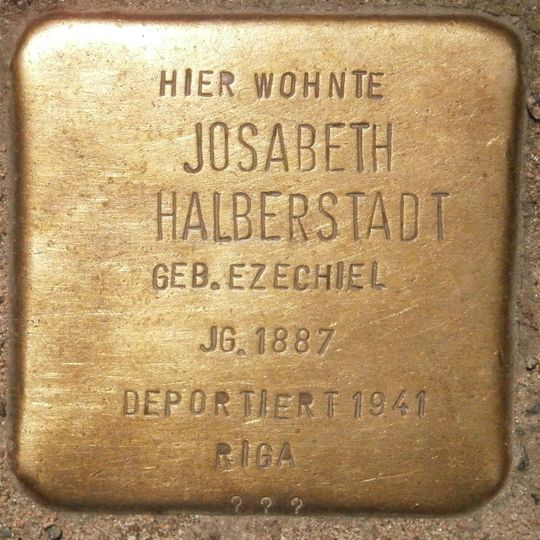 HIER WOHNTE
JOSABETH
HALBERSTADT
GEB. EZECHIEL
JG. 1887
DEPORTIERT 1941
RIGA
? ? ?